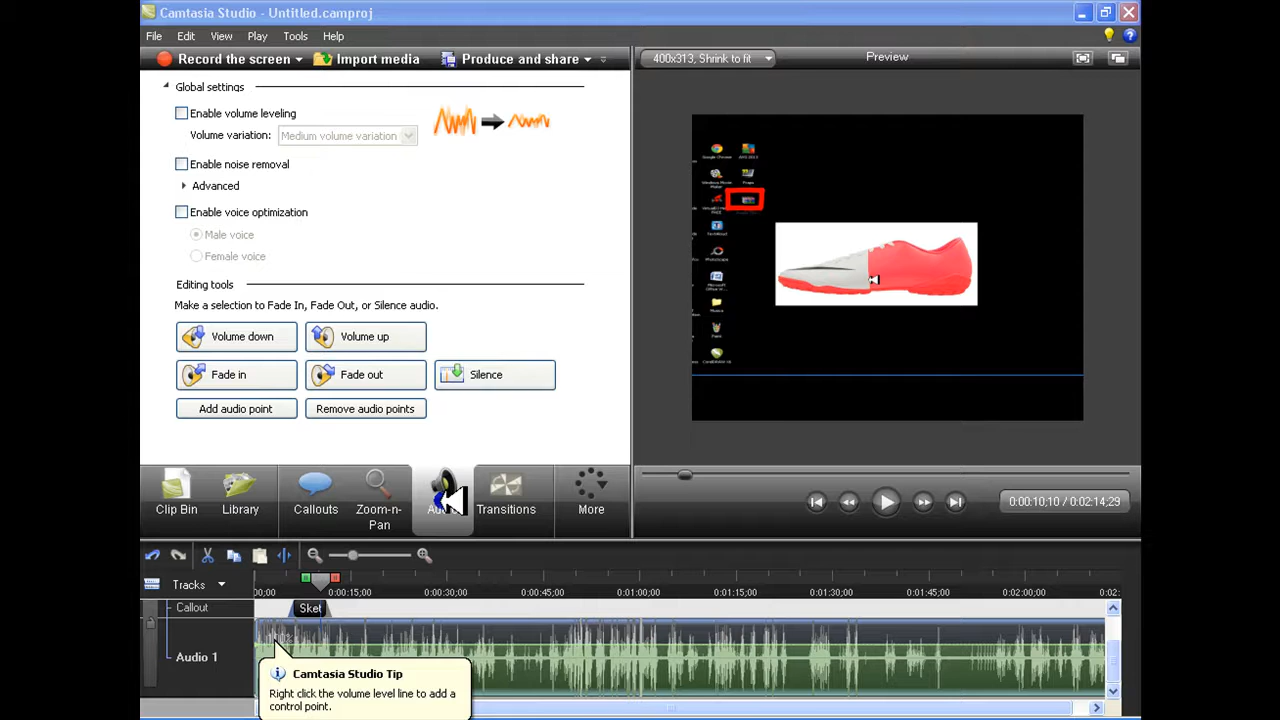 Camtasia Studio - Untitled.camproj
File Edit View Play Tools Help
Record the screen Import media Produce and share
400x313, Shrink to fit
Preview
Global settings
Enable volume leveling
Volume variation: Medium volume variation
Enable noise removal
Advanced
Enable voice optimization
Male voice
Female voice
Editing tools
Make a selection to Fade In, Fade Out, or Silence audio.
Volume down Volume up
Fade in Fade out Silence
Add audio point Remove audio points
Google Chrome
Clip Bin Library Callouts Zoom-n-Pan Transitions More
0:00:10;10 / 0:02:14;29
Tracks
00;00 0:00:15;00 0:00:30;00 0:00:45;00 0:01:00;00 0:01:15;00 0:01:30;00 0:01:45;00 0:02:00;00 0:02:
Callout Sket
Audio 1
Camtasia Studio Tip
Right click the volume level line to add a
control point.